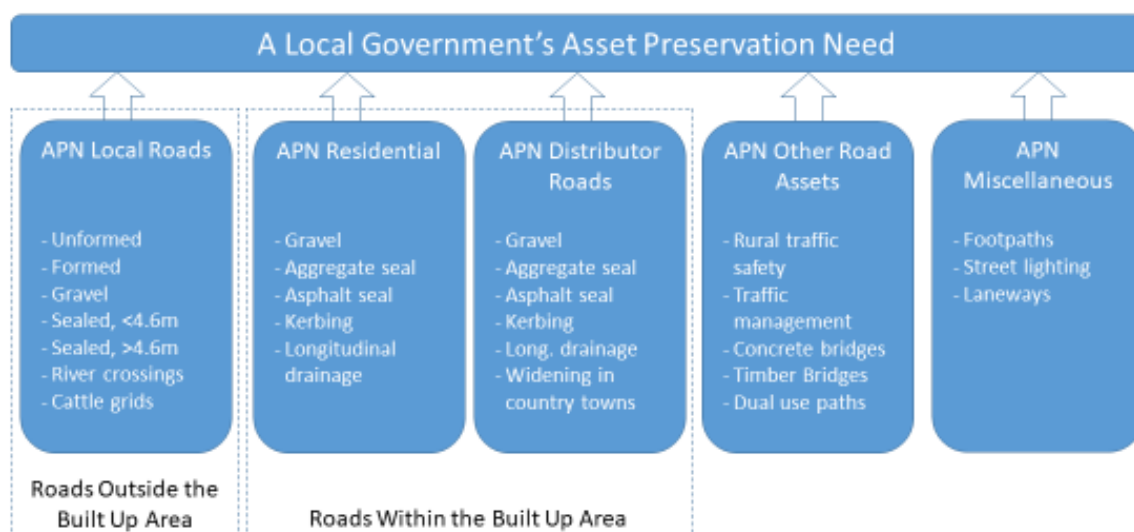 A Local Government's Asset Preservation Need
APN Local Roads
- Unformed
- Formed
- Gravel
- Sealed, <4.6m
- Sealed, >4.6m
- River crossings
- Cattle grids
APN Residential
- Gravel
- Aggregate seal
- Asphalt seal
- Kerbing
- Longitudinal
drainage
APN Distributor
Roads
- Gravel
- Aggregate seal
- Asphalt seal
- Kerbing
- Long. drainage
- Widening in
country towns
APN Other Road
Assets
- Rural traffic
safety
- Traffic
management
- Concrete bridges
- Timber Bridges
- Dual use paths
APN
Miscellaneous
- Footpaths
- Street lighting
- Laneways
Roads Outside the
Built Up Area
Roads Within the Built Up Area